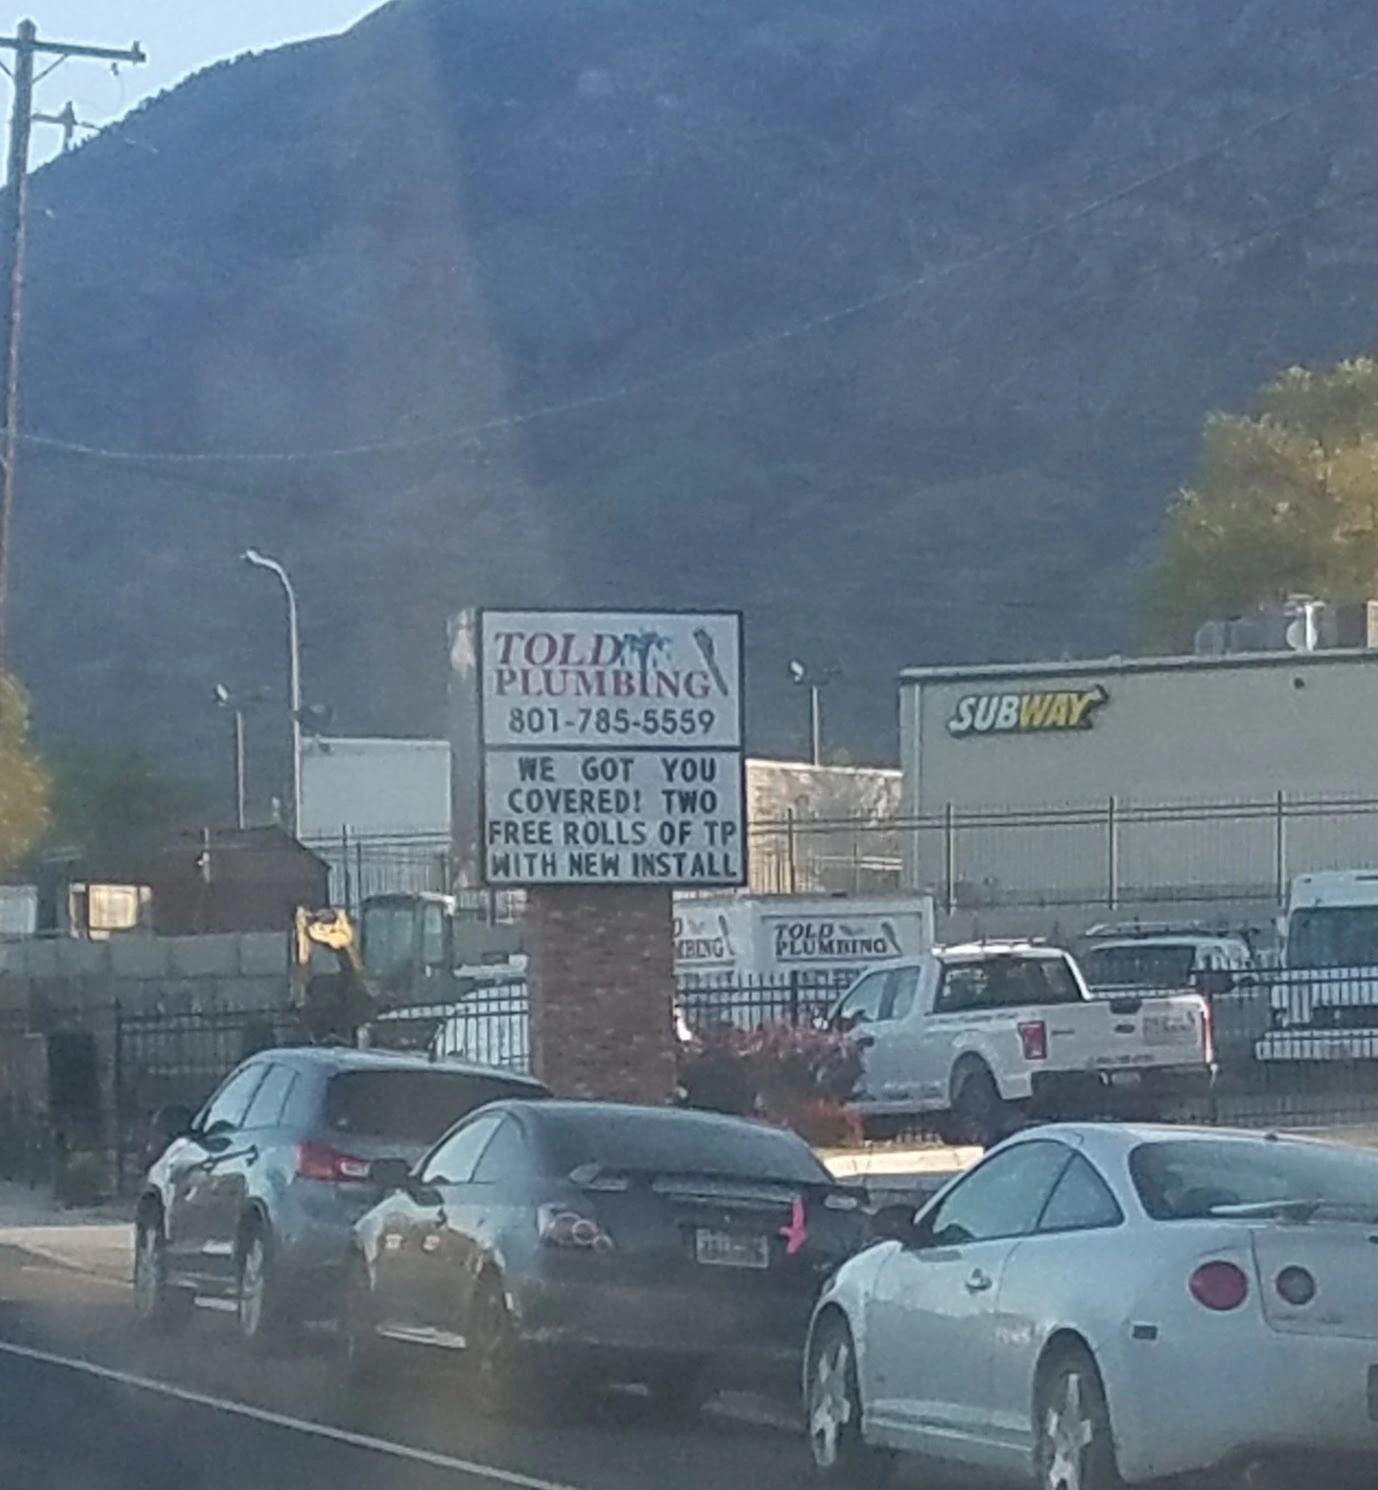 TOLD
PLUMBING
801-785-5559
WE GOT YOU
COVERED! TWO
FREE ROLLS OF TP
WITH NEW INSTALL
SUBWAY
TOLD
PLUMBING